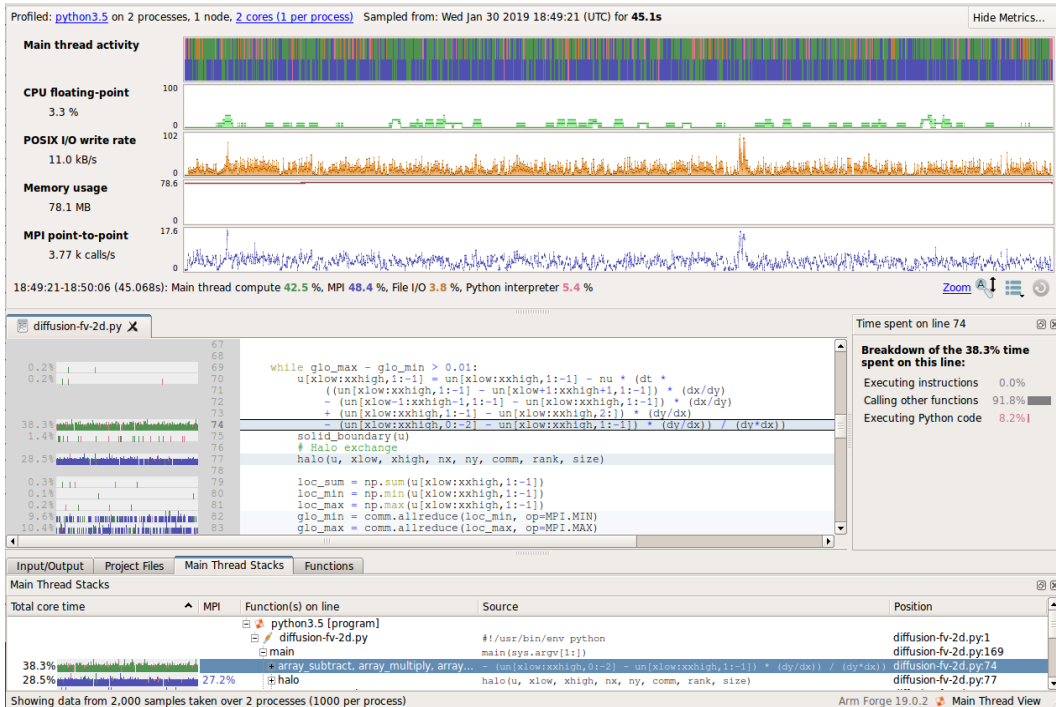 Profiled: python3.5 on 2 processes, 1 node, 2 cores (1 per process) Sampled from: Wed Jan 30 2019 18:49:21 (UTC) for 45.1s Hide Metrics...
Main thread activity
CPU floating-point 100
3.3 %
0
POSIX I/O write rate 102
11.0 kB/s
0
Memory usage 78.6
78.1 MB
0
MPI point-to-point 17.6
3.77 k calls/s
0
18:49:21-18:50:06 (45.068s): Main thread compute 42.5 %, MPI 48.4 %, File I/O 3.8 %, Python interpreter 5.4 % Zoom
diffusion-fv-2d.py
67
68
0.2% 69 while glo_max - glo_min > 0.01:
0.2% 70 u[xlow:xxhigh,1:-1] = un[xlow:xxhigh,1:-1] - nu * (dt *
71 ((un[xlow:xxhigh,1:-1] - un[xlow+1:xxhigh+1,1:-1]) * (dx/dy)
72 - (un[xlow-1:xxhigh-1,1:-1] - un[xlow:xxhigh,1:-1]) * (dx/dy)
73 + (un[xlow:xxhigh,1:-1] - un[xlow:xxhigh,2:]) * (dy/dx)
38.3% 74 - (un[xlow:xxhigh,0:-2] - un[xlow:xxhigh,1:-1]) * (dy/dx)) / (dy*dx))
1.4% 75 solid_boundary(u)
76 # Halo exchange
28.5% 77 halo(u, xlow, xhigh, nx, ny, comm, rank, size)
78
0.3% 79 loc_sum = np.sum(u[xlow:xxhigh,1:-1])
0.1% 80 loc_min = np.min(u[xlow:xxhigh,1:-1])
0.2% 81 loc_max = np.max(u[xlow:xxhigh,1:-1])
9.6% 82 glo_min = comm.allreduce(loc_min, op=MPI.MIN)
10.4% 83 glo_max = comm.allreduce(loc_max, op=MPI.MAX)
Time spent on line 74
Breakdown of the 38.3% time
spent on this line:
Executing instructions 0.0%
Calling other functions 91.8%
Executing Python code 8.2%
Input/Output Project Files Main Thread Stacks Functions
Main Thread Stacks
Total core time MPI Function(s) on line Source Position
python3.5 [program]
diffusion-fv-2d.py #!/usr/bin/env python diffusion-fv-2d.py:1
main main(sys.argv[1:]) diffusion-fv-2d.py:169
38.3% array_subtract, array_multiply, array... - (un[xlow:xxhigh,0:-2] - un[xlow:xxhigh,1:-1]) * (dy/dx)) / (dy*dx)) diffusion-fv-2d.py:74
28.5% 27.2% halo halo(u, xlow, xhigh, nx, ny, comm, rank, size) diffusion-fv-2d.py:77
Showing data from 2,000 samples taken over 2 processes (1000 per process) Arm Forge 19.0.2 Main Thread View